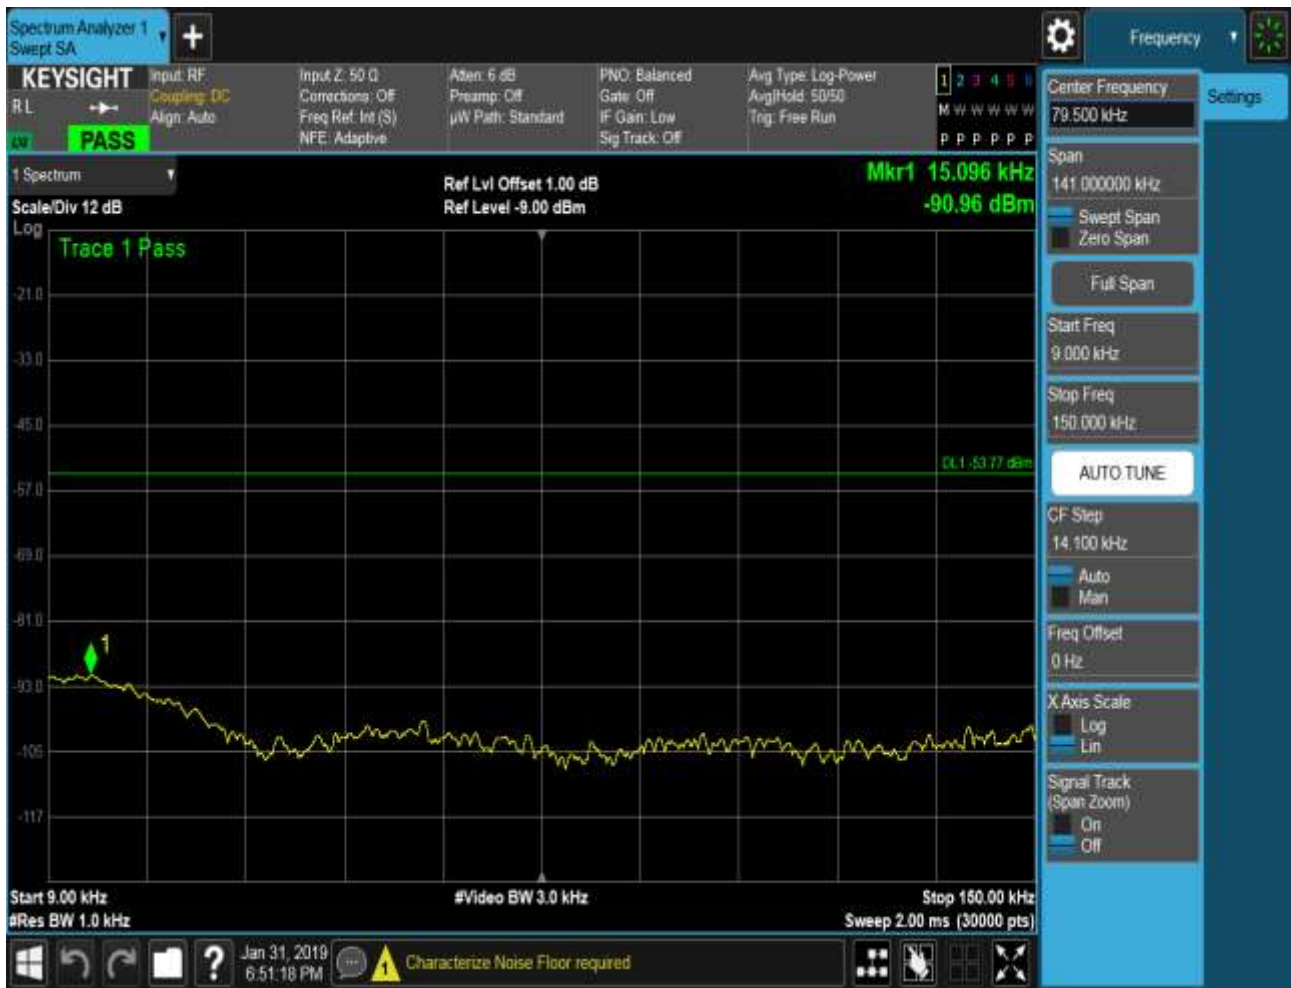 Spectrum Analyzer 1
Swept SA
+
Frequency
KEYSIGHT
R L
PASS
Input: RF
Coupling: DC
Align: Auto
Input Z: 50 Ω
Corrections: Off
Freq Ref: Int (S)
NFE: Adaptive
Atten: 6 dB
Preamp: Off
µW Path: Standard
PNO: Balanced
Gate: Off
IF Gain: Low
Sig Track: Off
Avg Type: Log-Power
Avg|Hold: 50/50
Trig: Free Run
1 2 3 4 5 6
M W W W W W
P P P P P P
Center Frequency
79.500 kHz
Settings
1 Spectrum
Scale/Div 12 dB
Log
Ref Lvl Offset 1.00 dB
Ref Level -9.00 dBm
Mkr1 15.096 kHz
-90.96 dBm
Span
141.000000 kHz
Swept Span
Zero Span
Full Span
Start Freq
9.000 kHz
Stop Freq
150.000 kHz
AUTO TUNE
CF Step
14.100 kHz
Auto
Man
Freq Offset
0 Hz
X Axis Scale
Log
Lin
Signal Track
(Span Zoom)
On
Off
Trace 1 Pass
-21.0
-33.0
-45.0
DL1 -53.77 dBm
-57.0
-69.0
-81.0
1
-93.0
-105
-117
Start 9.00 kHz
#Video BW 3.0 kHz
Stop 150.00 kHz
#Res BW 1.0 kHz
Sweep 2.00 ms (30000 pts)
?
Jan 31, 2019
6:51:18 PM
1
Characterize Noise Floor required